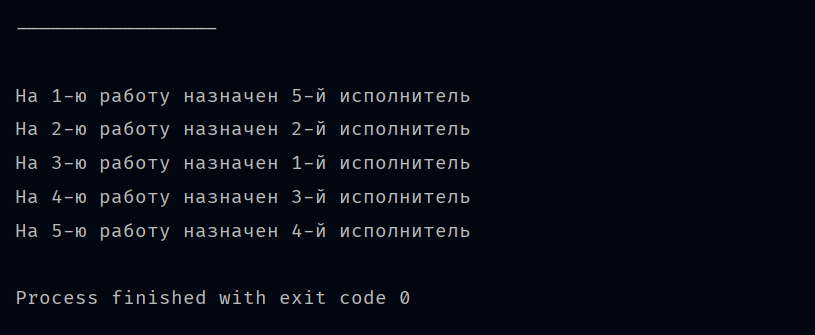 _________________
На 1-ю работу назначен 5-й исполнитель
На 2-ю работу назначен 2-й исполнитель
На 3-ю работу назначен 1-й исполнитель
На 4-ю работу назначен 3-й исполнитель
На 5-ю работу назначен 4-й исполнитель
Process finished with exit code 0